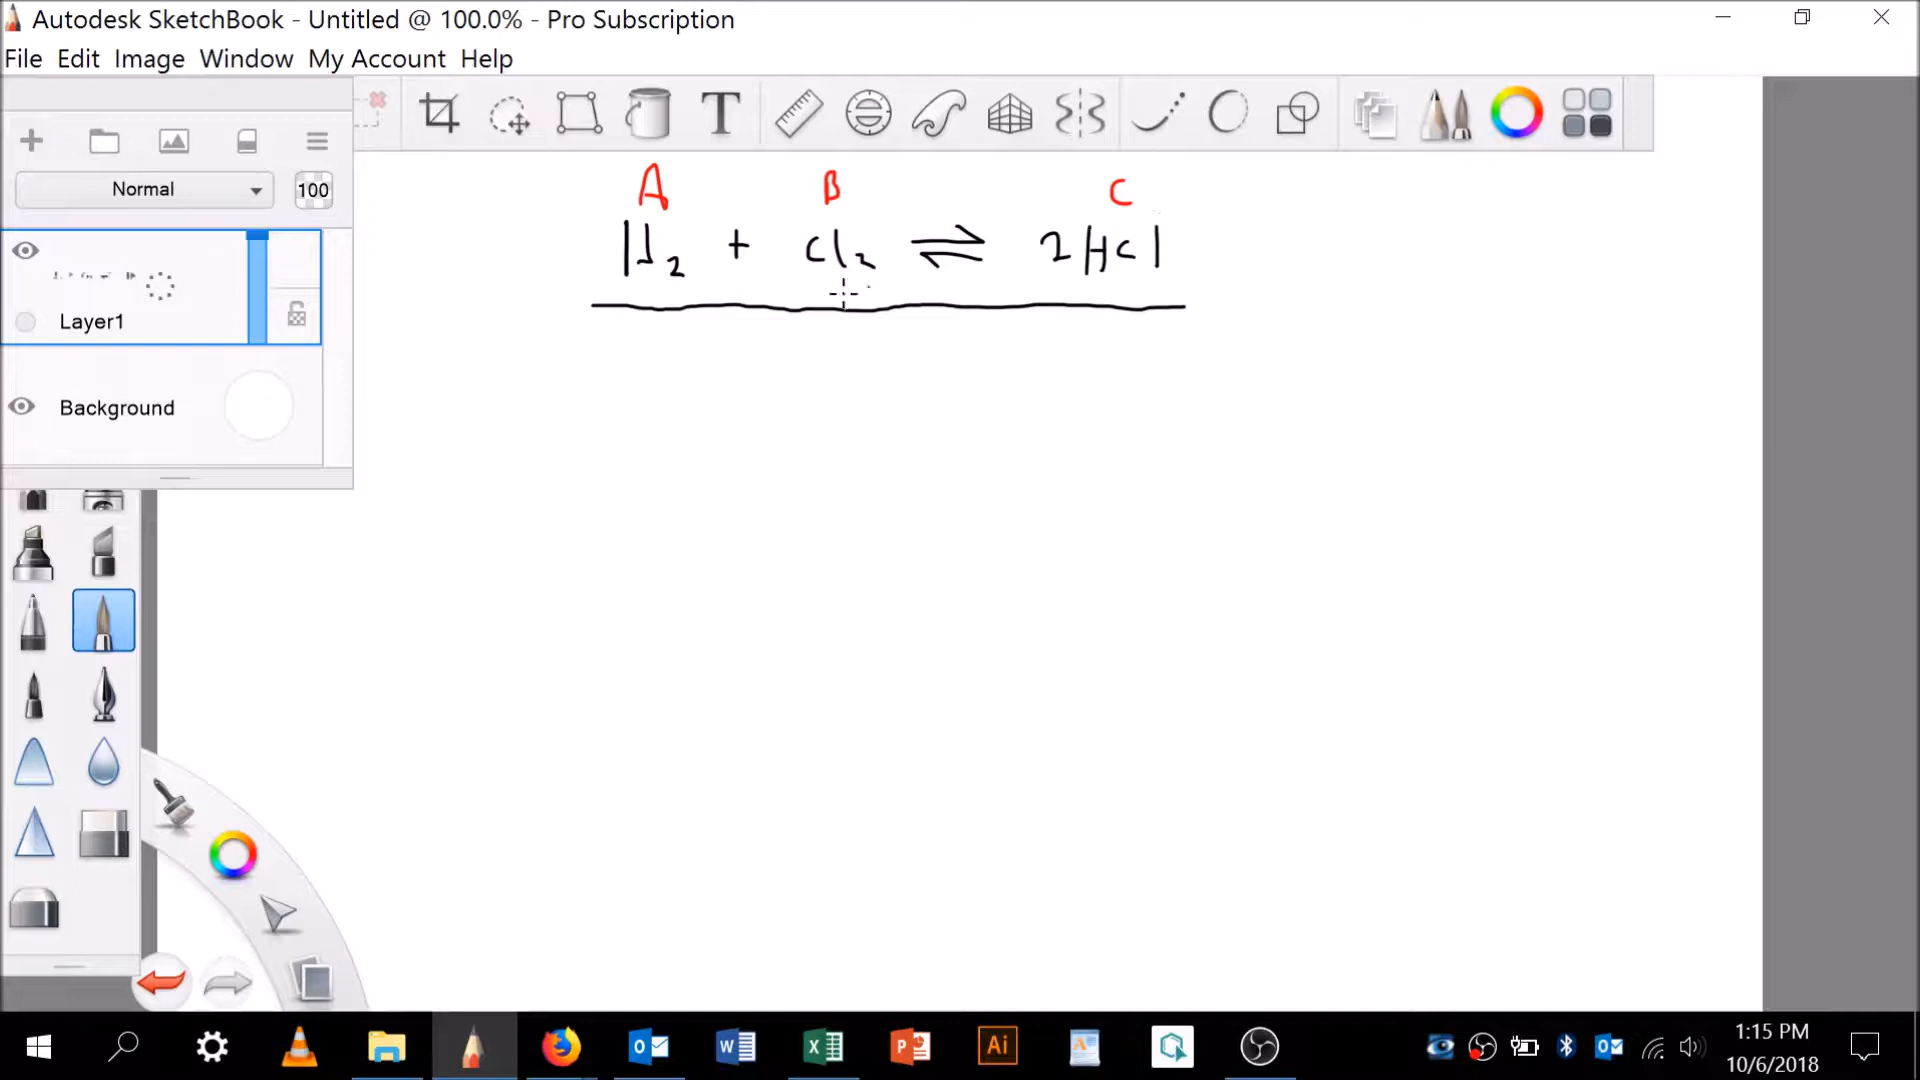 Autodesk SketchBook - Untitled @ 100.0% - Pro Subscription
File Edit Image Window My Account Help
T
Normal 100
A B C
H₂ + Cl₂ ⇌ 2HCl
Layer1
Background
Ai
1:15 PM
10/6/2018